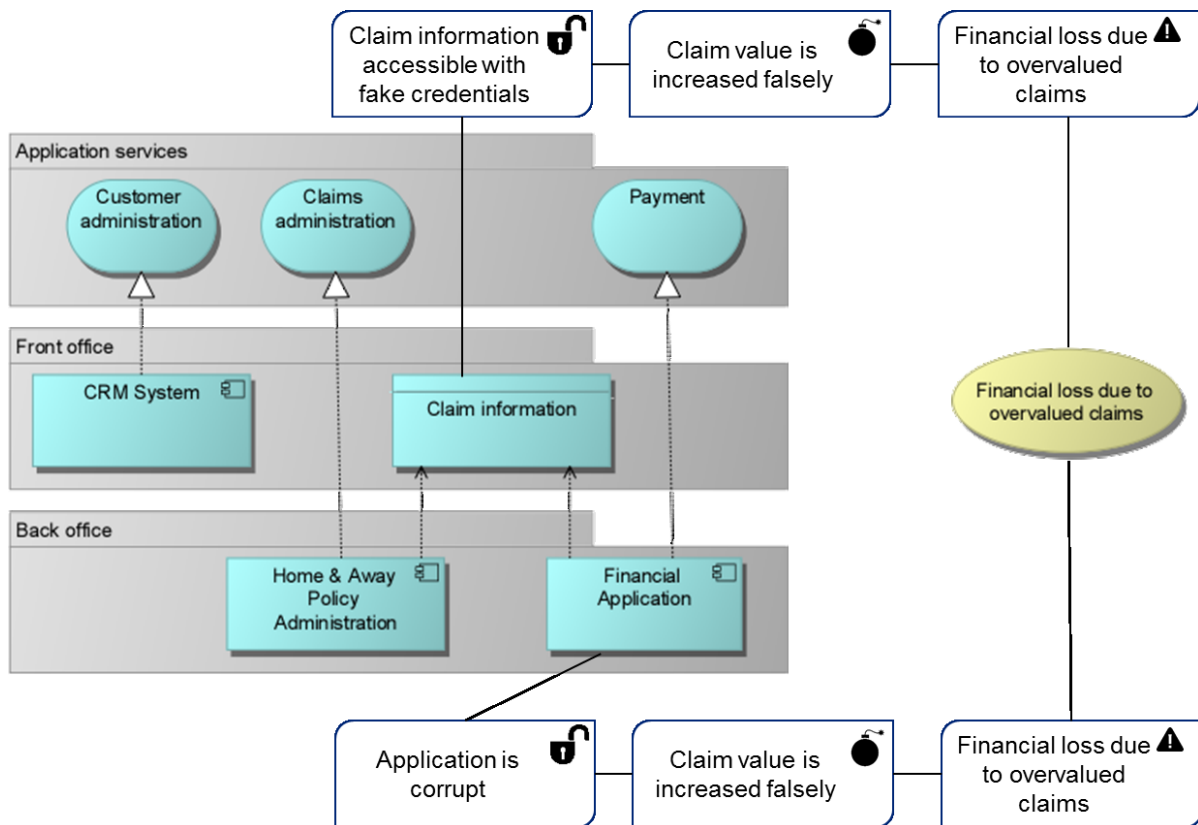 Claim information
accessible with
fake credentials
Claim value is
increased falsely
Financial loss due
to overvalued
claims
Application services
Customer
administration
Claims
administration
Payment
Front office
CRM System
Claim information
Financial loss due to
overvalued claims
Back office
Home & Away
Policy
Administration
Financial
Application
Application is
corrupt
Claim value is
increased falsely
Financial loss due
to overvalued
claims